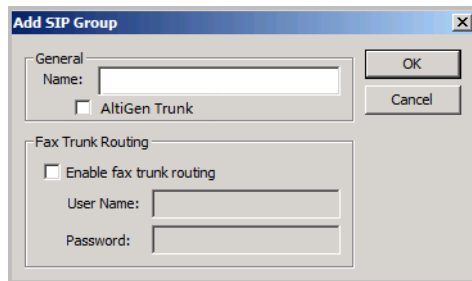 Add SIP Group
General
Name:
AltiGen Trunk
OK
Cancel
Fax Trunk Routing
Enable fax trunk routing
User Name:
Password: